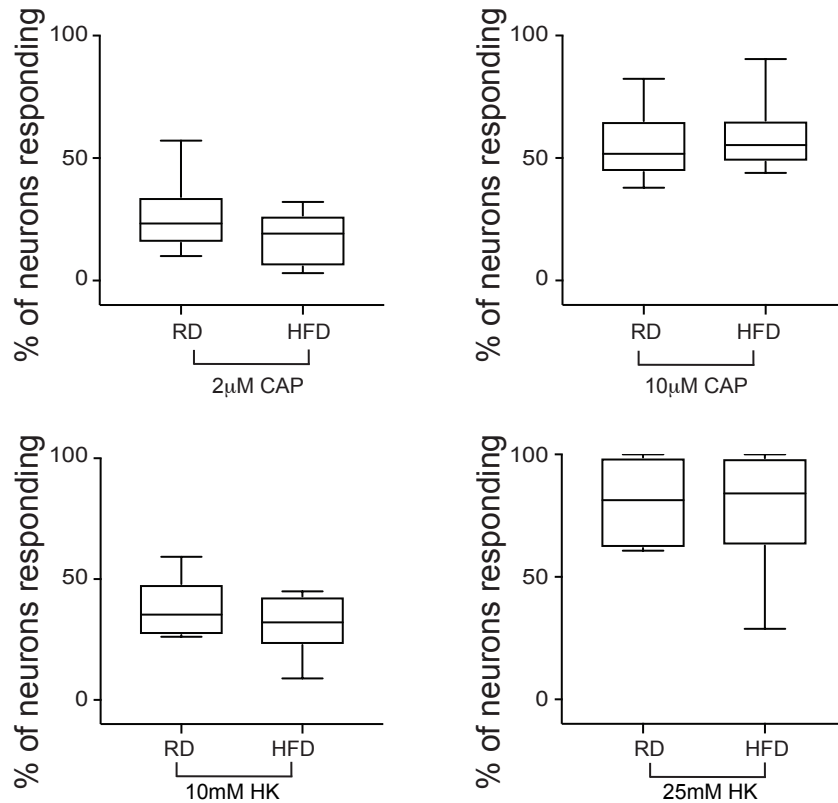 % of neurons responding
100
50
0
RD HFD
2μM CAP
% of neurons responding
100
50
0
RD HFD
10μM CAP
% of neurons responding
100
50
0
RD HFD
10mM HK
% of neurons responding
100
50
0
RD HFD
25mM HK